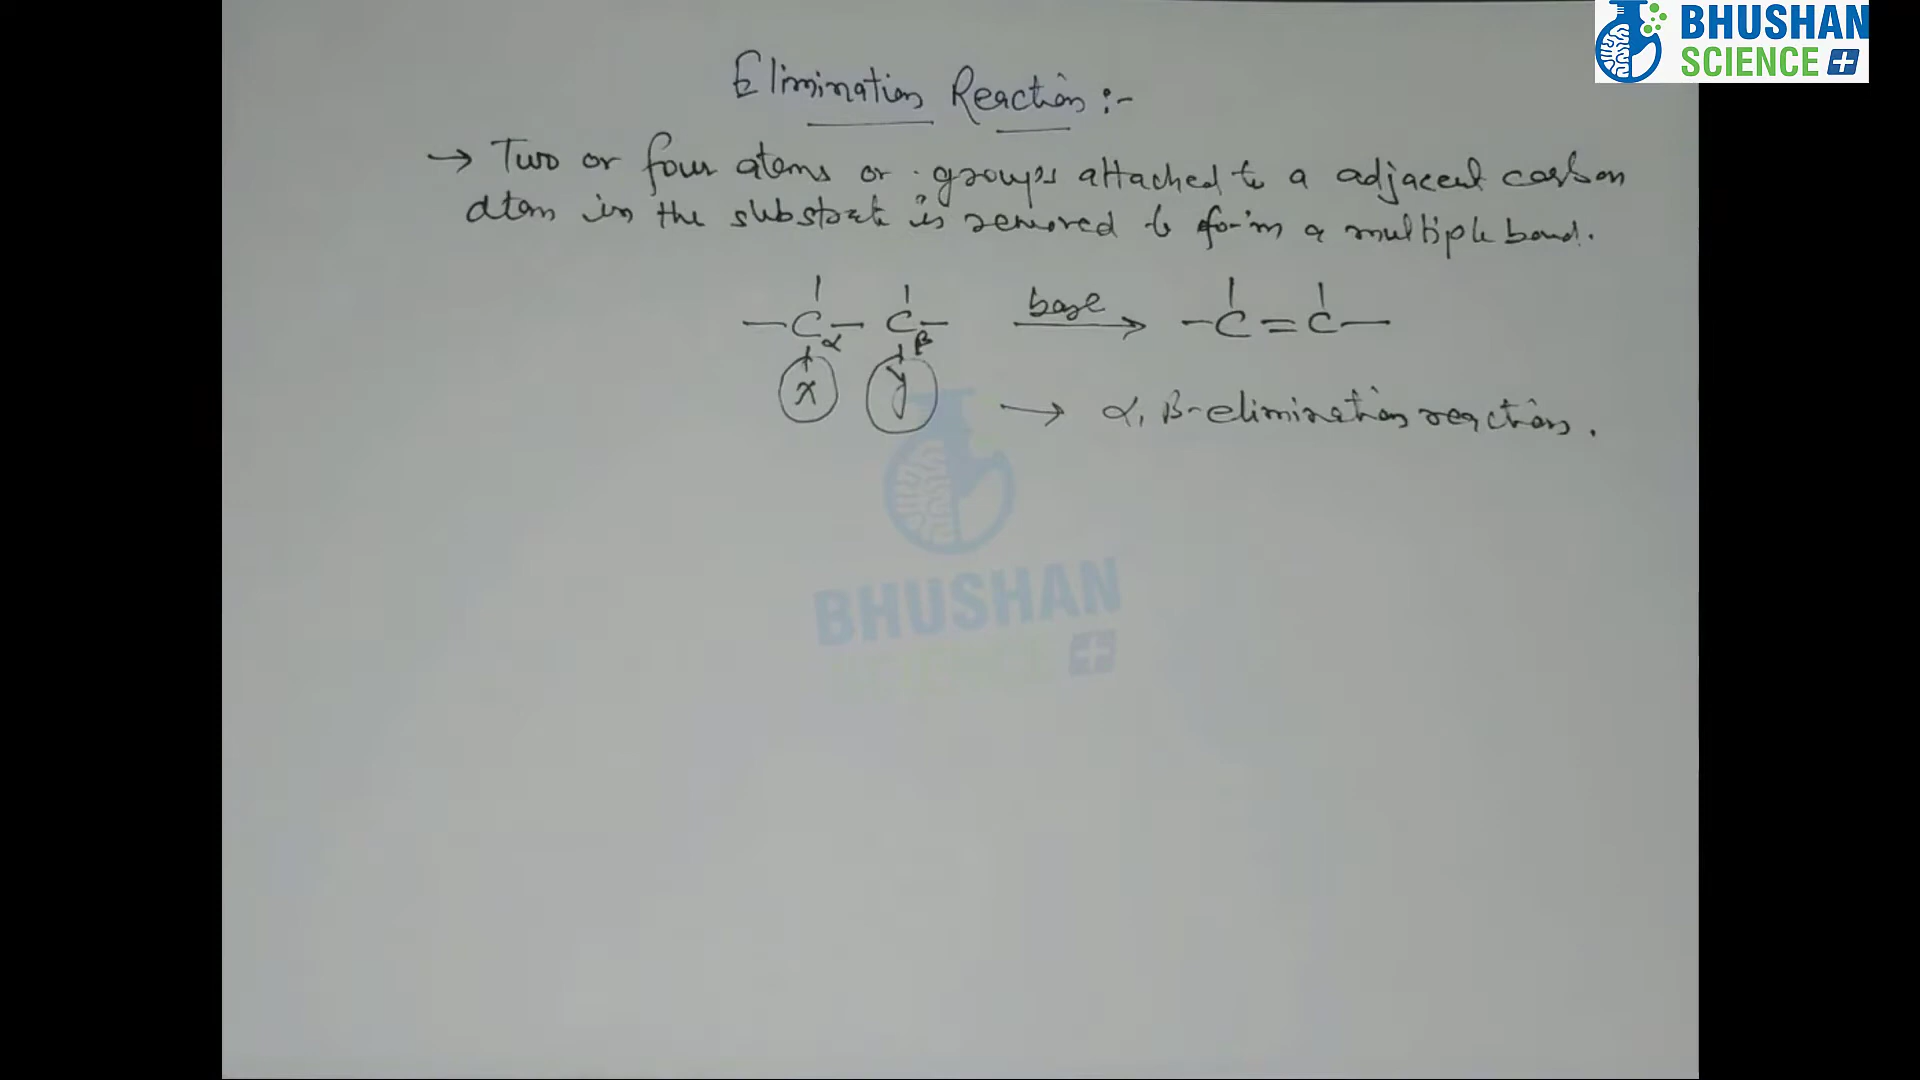 BHUSHAN
SCIENCE +
Elimination Reaction :-
→ Two or four atoms or groups attached to a adjacent carbon
atom in the substrate is removed to form a multiple bond.
—C—C— base → —C=C—
α β
x y
→ α, β-elimination reaction.
BHUSHAN
SCIENCE +